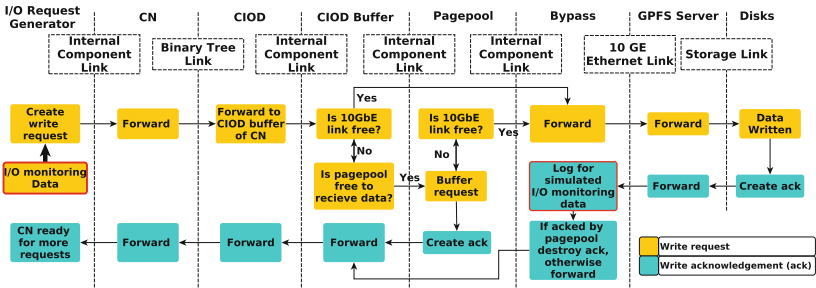 I/O Request
Generator
CN
CIOD
CIOD Buffer
Pagepool
Bypass
GPFS Server
Disks
Internal
Component
Link
Binary Tree
Link
Internal
Component
Link
Internal
Component
Link
Internal
Component
Link
10 GE
Ethernet Link
Storage Link
Create
write
request
Forward
Forward to
CIOD buffer
of CN
Is 10GbE
link free?
Yes
Is 10GbE
link free?
Yes
Forward
Forward
Data
Written
I/O monitoring
Data
No
Is pagepool
free to
recieve data?
Yes
No
Buffer
request
Log for
simulated
I/O monitoring
data
Forward
Create ack
CN ready
for more
requests
Forward
Forward
Forward
Create ack
If acked by
pagepool
destroy ack,
otherwise
forward
Write request
Write acknowledgement (ack)